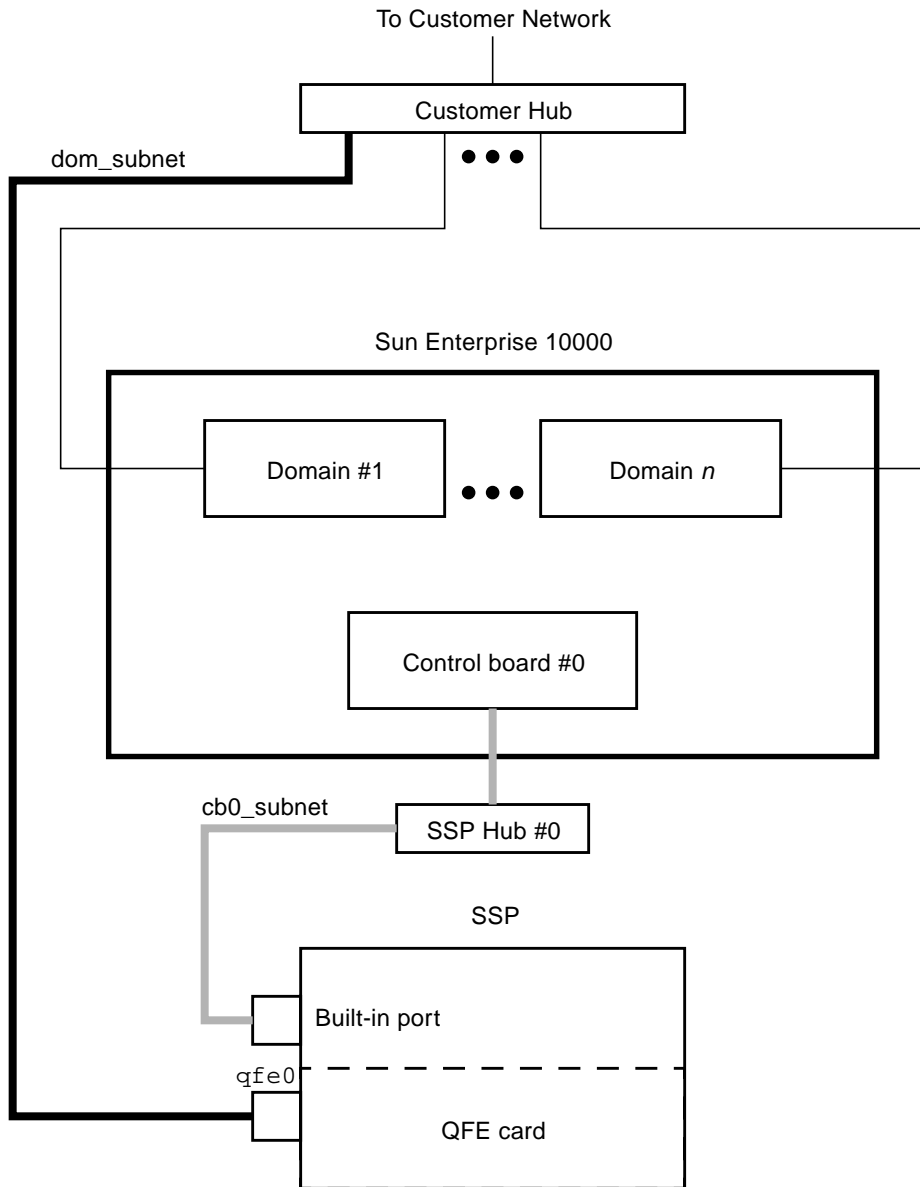 To Customer Network
Customer Hub
dom_subnet
Sun Enterprise 10000
Domain #1
Domain n
Control board #0
cb0_subnet
SSP Hub #0
SSP
Built-in port
qfe0
QFE card